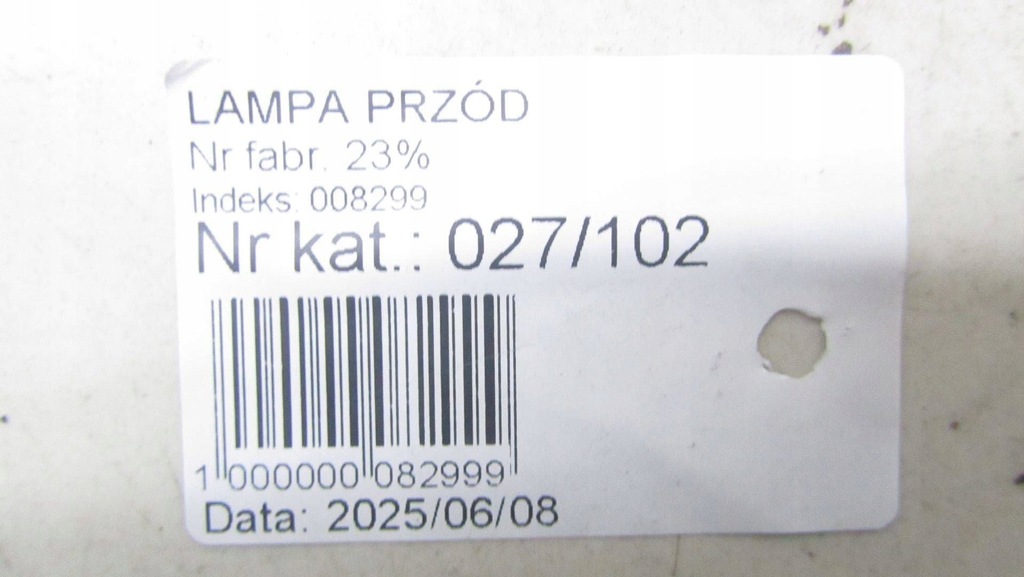 LAMPA PRZÓD
Nr fabr. 23%
Indeks: 008299
Nr kat.: 027/102
1 000000 082999
Data: 2025/06/08